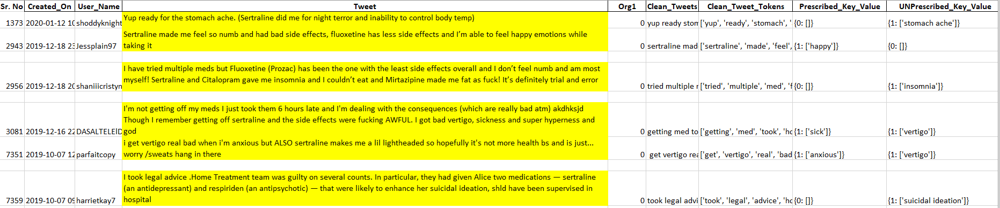 Sr. No Created_On User_Name Tweet Org1 Clean_Tweets Clean_Tweet_Tokens Prescribed_Key_Value UNPrescribed_Key_Value
Yup ready for the stomach ache. (Sertraline did me for night terror and inability to control body temp)
1373 2020-01-12 10 shoddyknight 0 yup ready stom ['yup', 'ready', 'stomach', ' {0: []} {1: ['stomach ache']}
Sertraline made me feel so numb and had bad side effects, fluoxetine has less side effects and I’m able to feel happy emotions while
taking it
2943 2019-12-18 23 Jessplain97 0 sertraline mad ['sertraline', 'made', 'feel', {1: ['happy']} {0: []}
I have tried multiple meds but Fluoxetine (Prozac) has been the one with the least side effects overall and I don’t feel numb and am most
myself! Sertraline and Citalopram gave me insomnia and I couldn’t eat and Mirtazipine made me fat as fuck! It’s definitely trial and error
2956 2019-12-18 20 shaniiicristyn 0 tried multiple ['tried', 'multiple', 'med', 'f {0: []} {1: ['insomnia']}
I'm not getting off my meds I just took them 6 hours late and I'm dealing with the consequences (which are really bad atm) akdhksjd
Though I remember getting off sertraline and the side effects were fucking AWFUL. I got bad vertigo, sickness and super hyperness and
god
3081 2019-12-16 22 0 getting med to ['getting', 'med', 'took', 'ho {1: ['sick']} {1: ['vertigo']}
i get vertigo real bad when i'm anxious but ALSO sertraline makes me a lil lightheaded so hopefully it's not more health bs and is just...
worry /sweats hang in there
7351 2019-10-07 12 parfaitcopy 0 get vertigo rea ['get', 'vertigo', 'real', 'bad {1: ['anxious']} {1: ['vertigo']}
I took legal advice .Home Treatment team was guilty on several counts. In particular, they had given Alice two medications — sertraline
(an antidepressant) and respiriden (an antipsychotic) — that were likely to enhance her suicidal ideation, shld have been supervised in
hospital
7359 2019-10-07 09 harrietkay7 0 took legal advi ['took', 'legal', 'advice', 'ho {0: []} {1: ['suicidal ideation']}